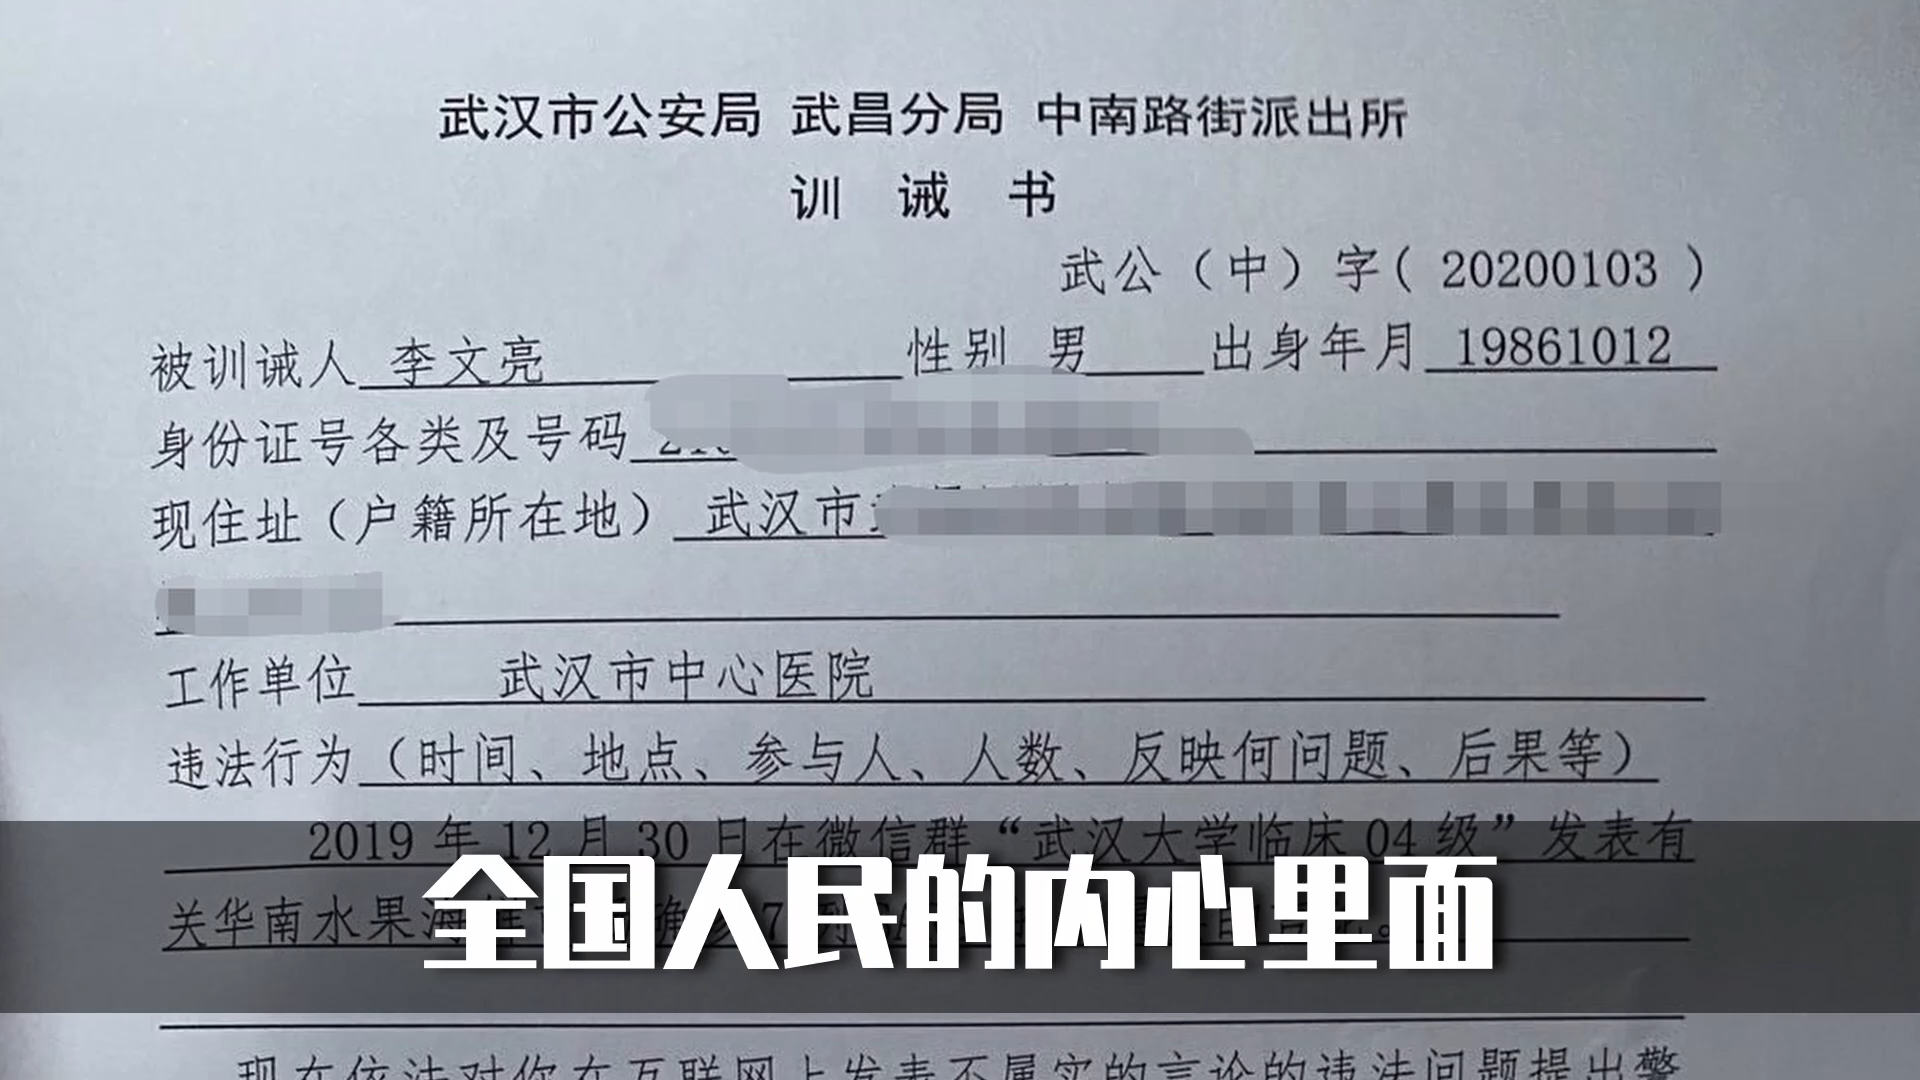 武汉市公安局 武昌分局 中南路街派出所
训 诫 书
武公（中）字( 20200103 )
被训诫人 李文亮 性别 男 出身年月 19861012
身份证号各类及号码
现住址（户籍所在地） 武汉市
工作单位 武汉市中心医院
违法行为（时间、地点、参与人、人数、反映何问题、后果等）
2019 年 12 月 30 日在微信群“武汉大学临床 04 级”发表有
关华南水果海鲜
全国人民的内心里面
现在依法对你在互联网上发表不属实的言论的违法问题提出警